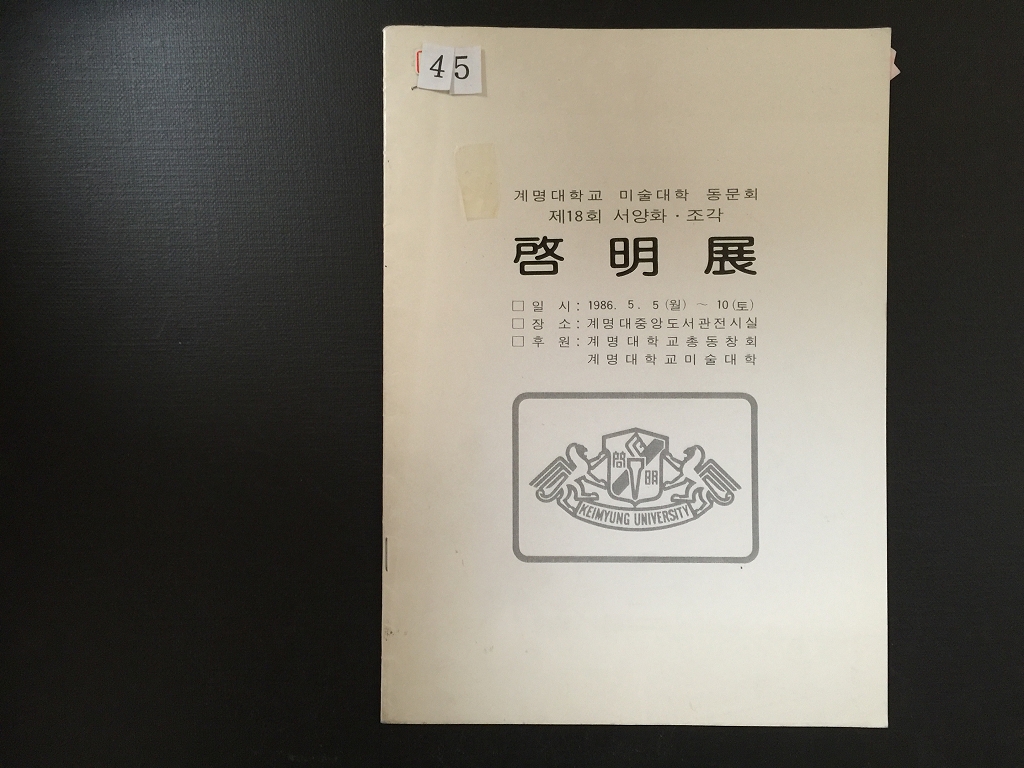 45
계명대학교 미술대학 동문회
제18회 서양화 · 조각
啓明展
□ 일 시 : 1986. 5. 5 (월) ~ 10 (토)
□ 장 소 : 계명대중앙도서관전시실
□ 후 원 : 계명대학교총동창회
계명대학교미술대학
啓明
KEIMYUNG UNIVERSITY